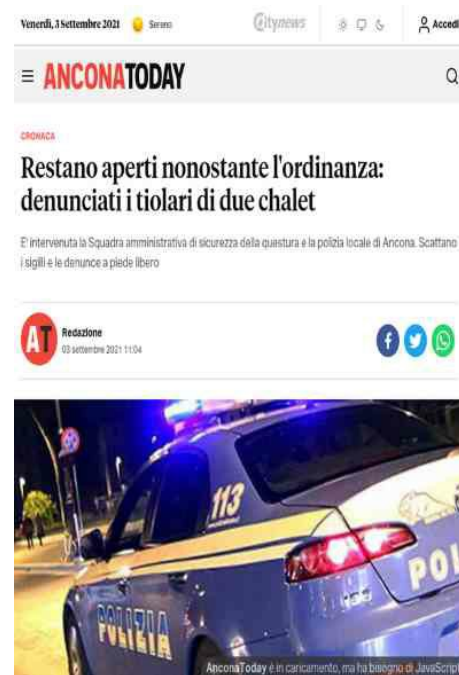 Venerdì, 3 Settembre 2021 Sereno citynews Accedi
ANCONATODAY
CRONACA
Restano aperti nonostante l'ordinanza:
denunciati i tiolari di due chalet
E' intervenuta la Squadra amministrativa di sicurezza della questura e la polizia locale di Ancona. Scattano
i sigilli e le denunce a piede libero
AT
Redazione
03 settembre 2021 11:04
113
POLIZIA
POL
AnconaToday è in caricamento, ma ha bisogno di JavaScript